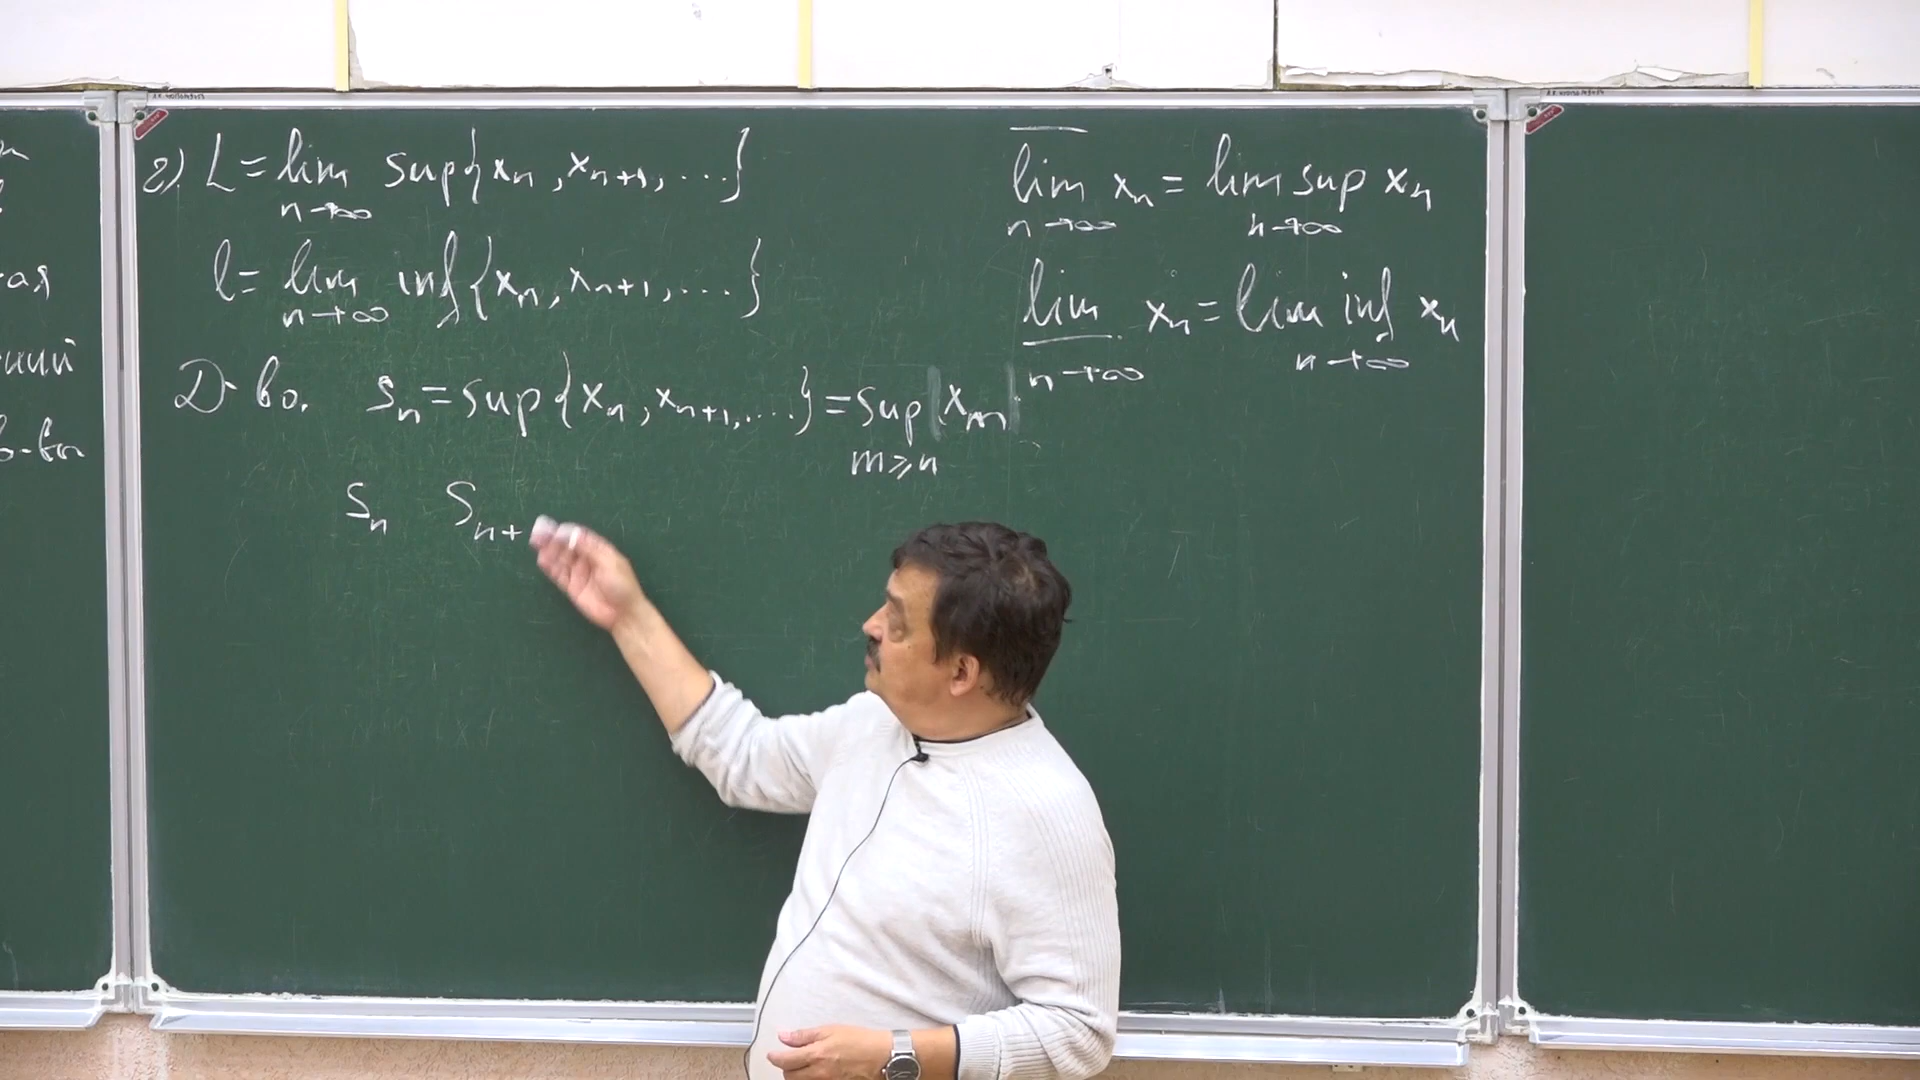 г) L = lim sup{xₙ, xₙ₊₁, ...}
n→∞
l = lim inf{xₙ, xₙ₊₁, ...}
n→∞
Д-во. sₙ = sup{xₙ, xₙ₊₁, ...} = sup xₘ
m⩾n
Sₙ Sₙ₊
lim xₙ = lim sup xₙ
n→∞ n→∞
lim xₙ = lim inf xₙ
n→∞ n→∞
ая